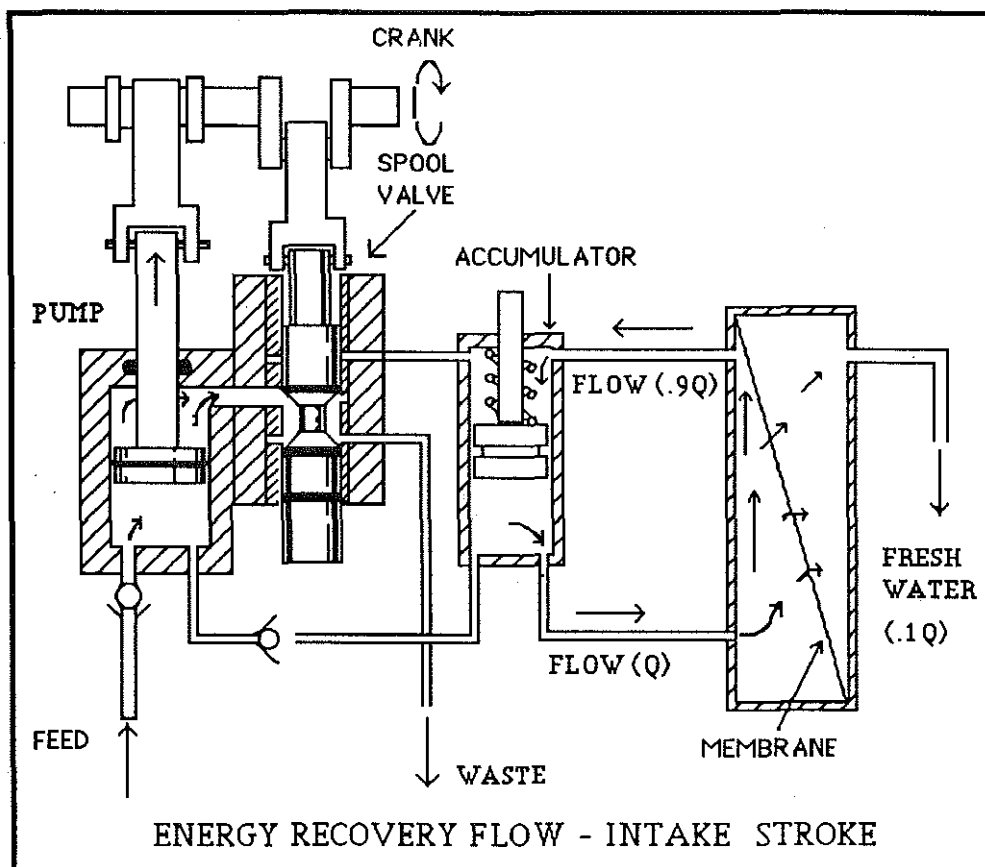 CRANK
SPOOL
VALVE
ACCUMULATOR
PUMP
FLOW (.9Q)
FRESH
WATER
(.1Q)
FLOW (Q)
FEED
MEMBRANE
WASTE
ENERGY RECOVERY FLOW - INTAKE STROKE